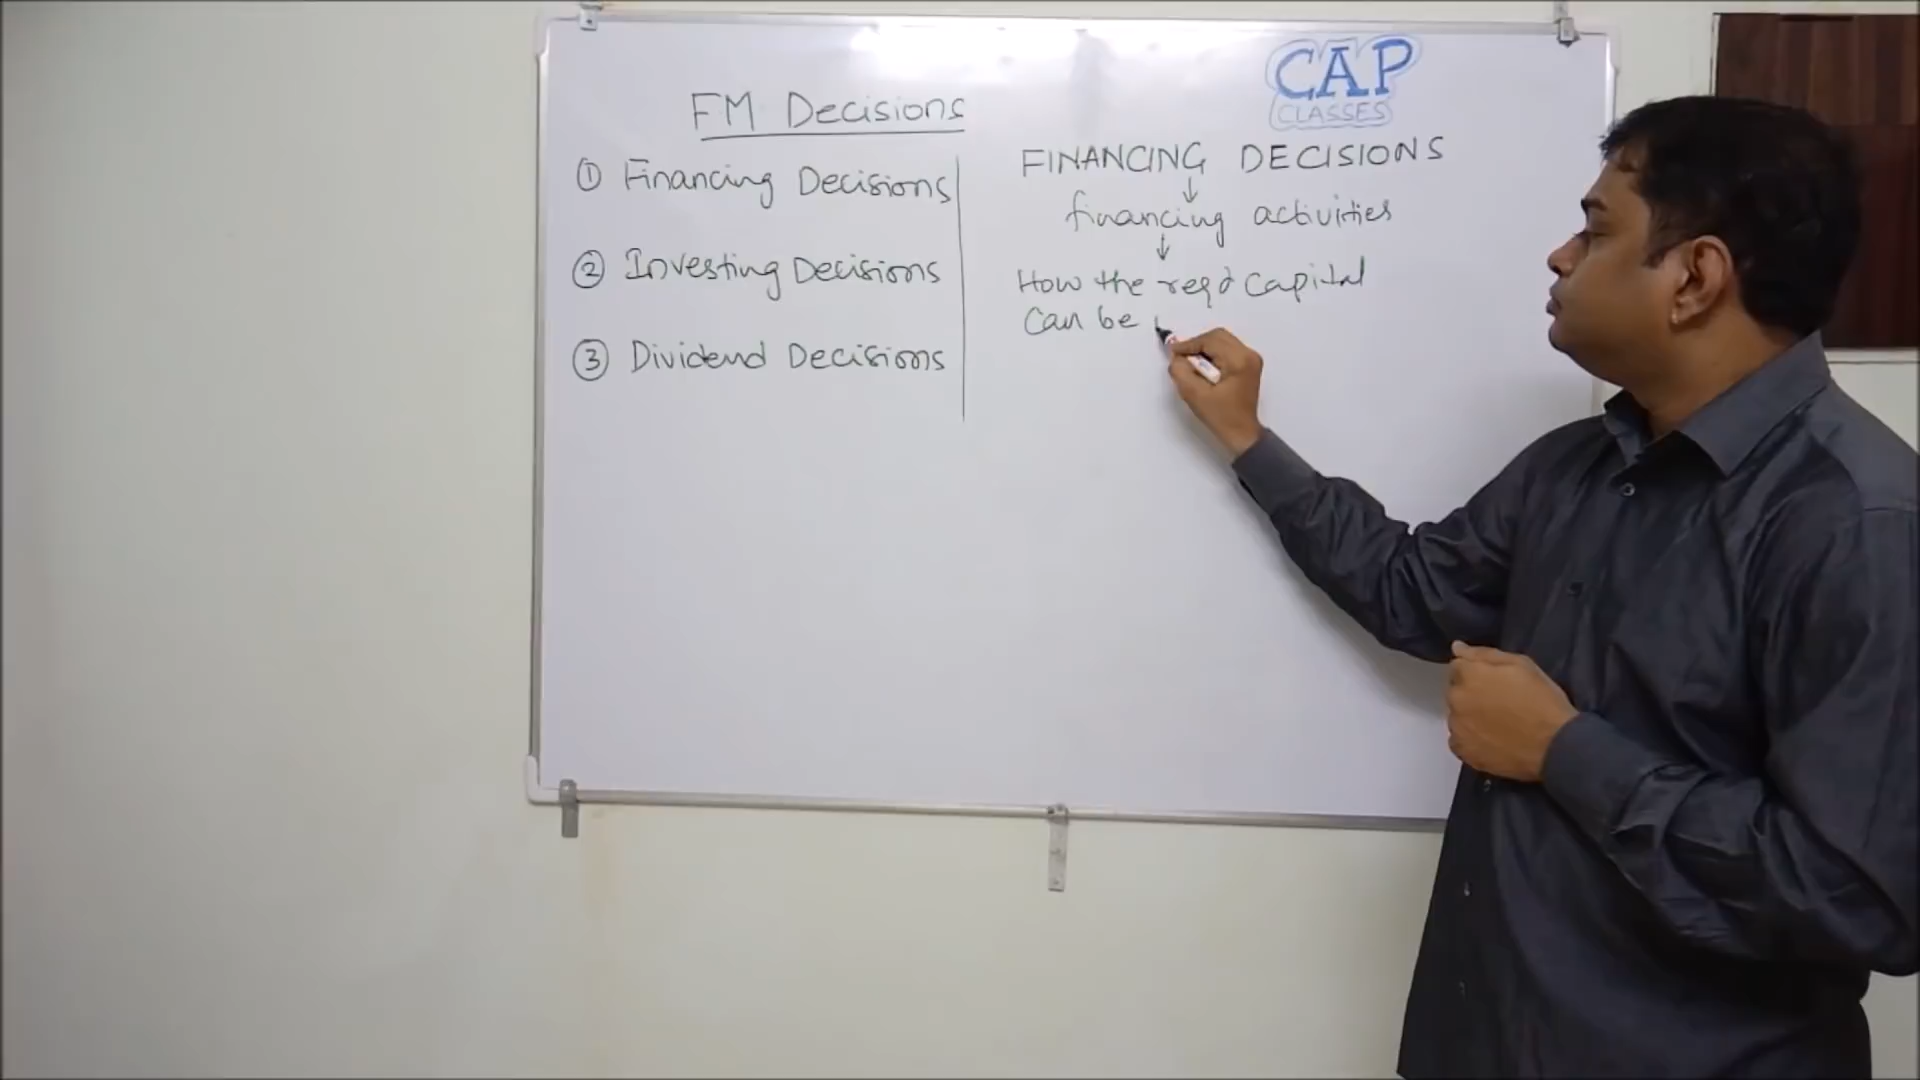 FM Decisions
① Financing Decisions
② Investing Decisions
③ Dividend Decisions
CAP
CLASSES
FINANCING DECISIONS
↓
financing activities
↓
How the reqd Capital
Can be